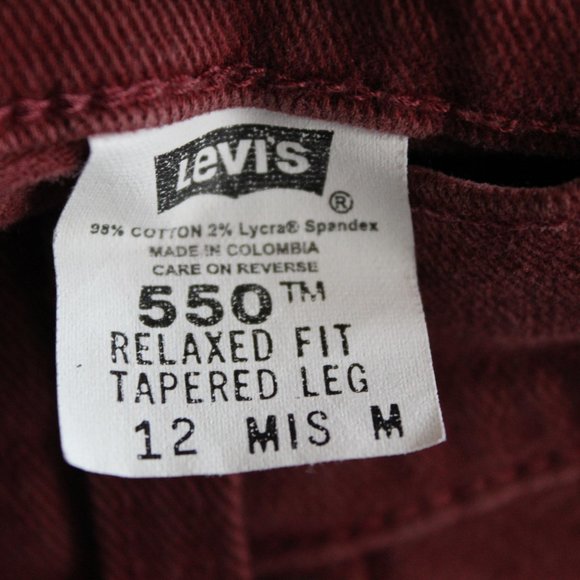 Levi's ®
98% COTTON 2% Lycra® Spandex
MADE IN COLOMBIA
CARE ON REVERSE
550™
RELAXED FIT
TAPERED LEG
12 MIS M